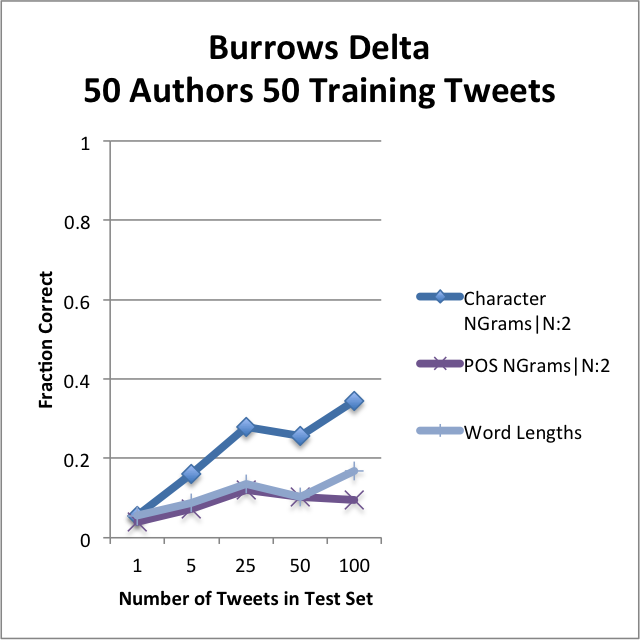 Burrows Delta
50 Authors 50 Training Tweets
1
0.8
0.6
0.4
0.2
0
Fraction Correct
1 5 25 50 100
Number of Tweets in Test Set
Character
NGrams|N:2
POS NGrams|N:2
Word Lengths